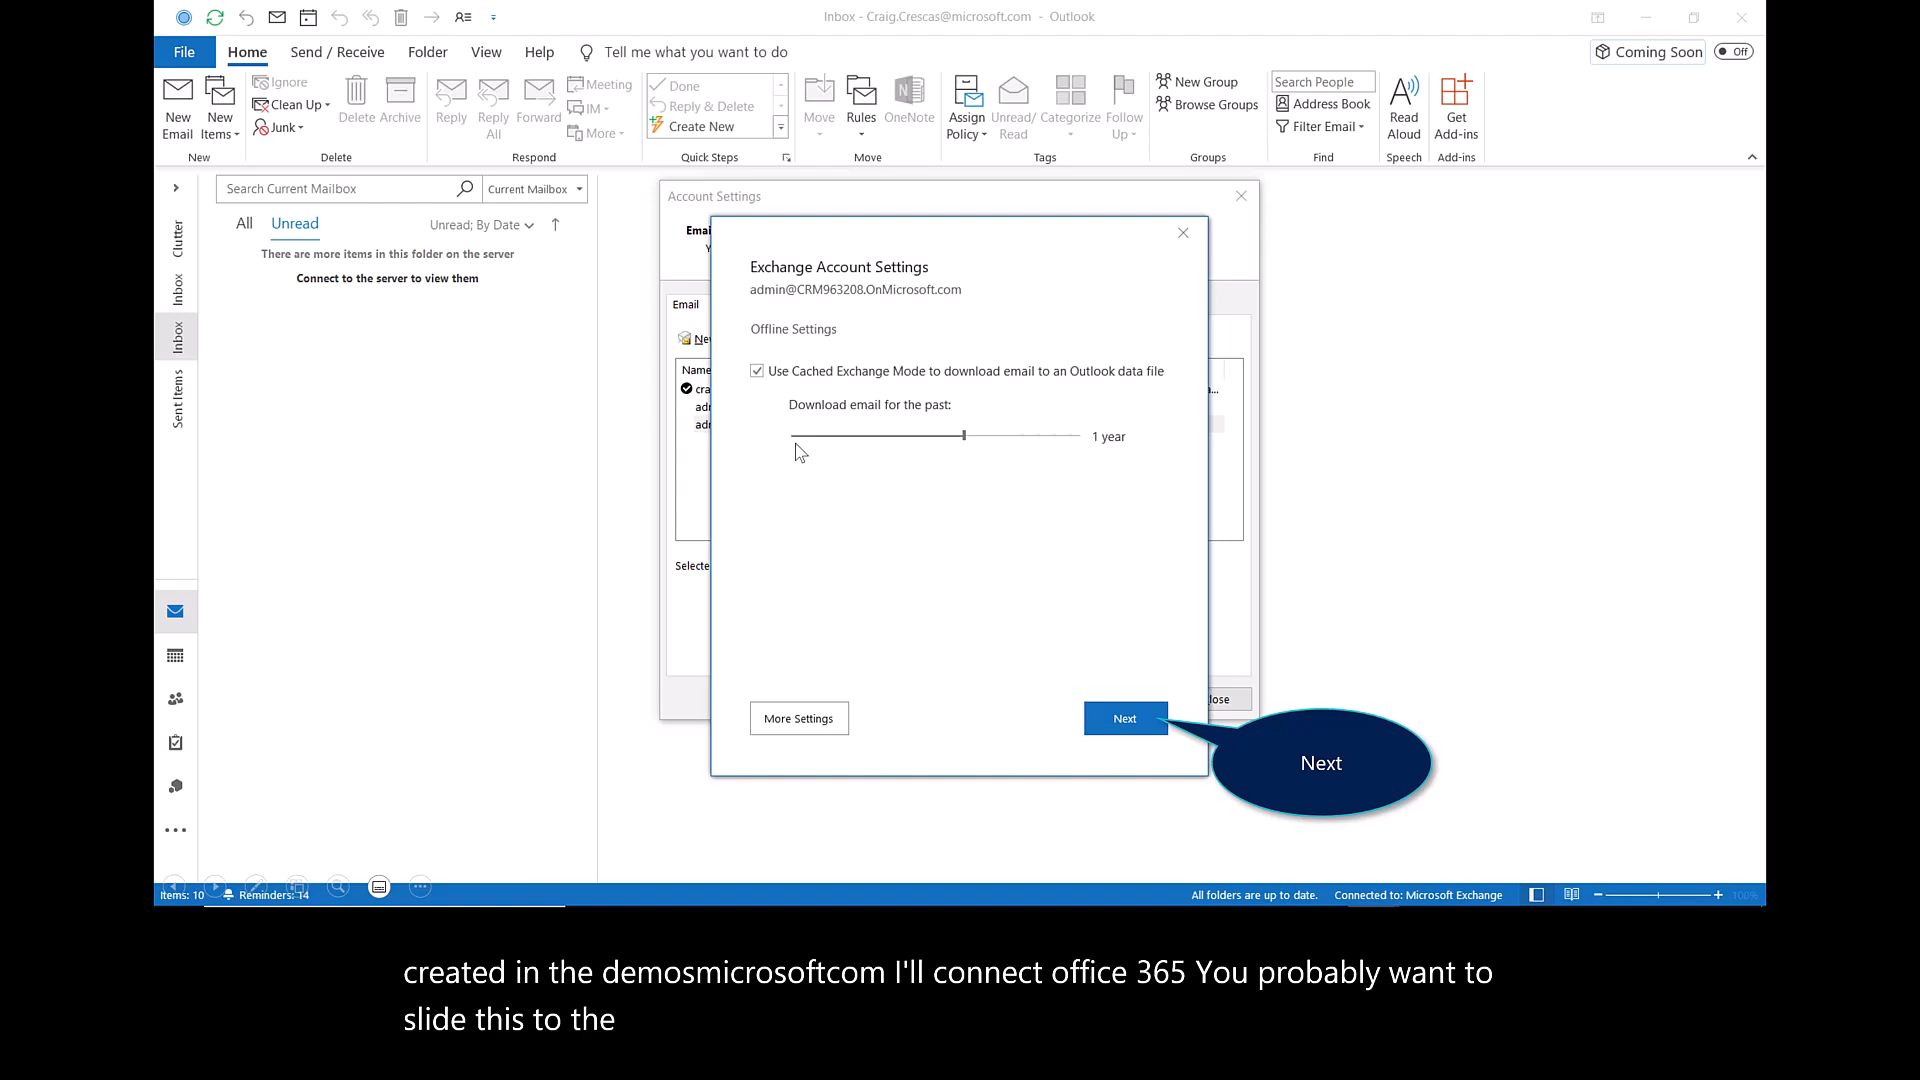 Inbox - Craig.Crescas@microsoft.com - Outlook
File Home Send / Receive Folder View Help Tell me what you want to do Coming Soon Off
New Email
New Items
New
Ignore
Clean Up
Junk
Delete Archive
Delete
Reply
Reply All
Forward
Meeting
IM
More
Respond
Done
Reply & Delete
Create New
Quick Steps
Move
Rules
OneNote
Move
Assign Policy
Unread/ Read
Categorize
Follow Up
Tags
New Group
Browse Groups
Groups
Search People
Address Book
Filter Email
Find
Read Aloud
Speech
Get Add-ins
Add-ins
Search Current Mailbox Current Mailbox
All Unread Unread; By Date
There are more items in this folder on the server
Connect to the server to view them
Clutter
Inbox
Inbox
Sent Items
Account Settings
Email
Name
Exchange Account Settings
admin@CRM963208.OnMicrosoft.com
Offline Settings
Use Cached Exchange Mode to download email to an Outlook data file
Download email for the past:
1 year
More Settings Next
Next
Items: 10 Reminders: 14 All folders are up to date. Connected to: Microsoft Exchange 100%
created in the demosmicrosoftcom I'll connect office 365 You probably want to
slide this to the